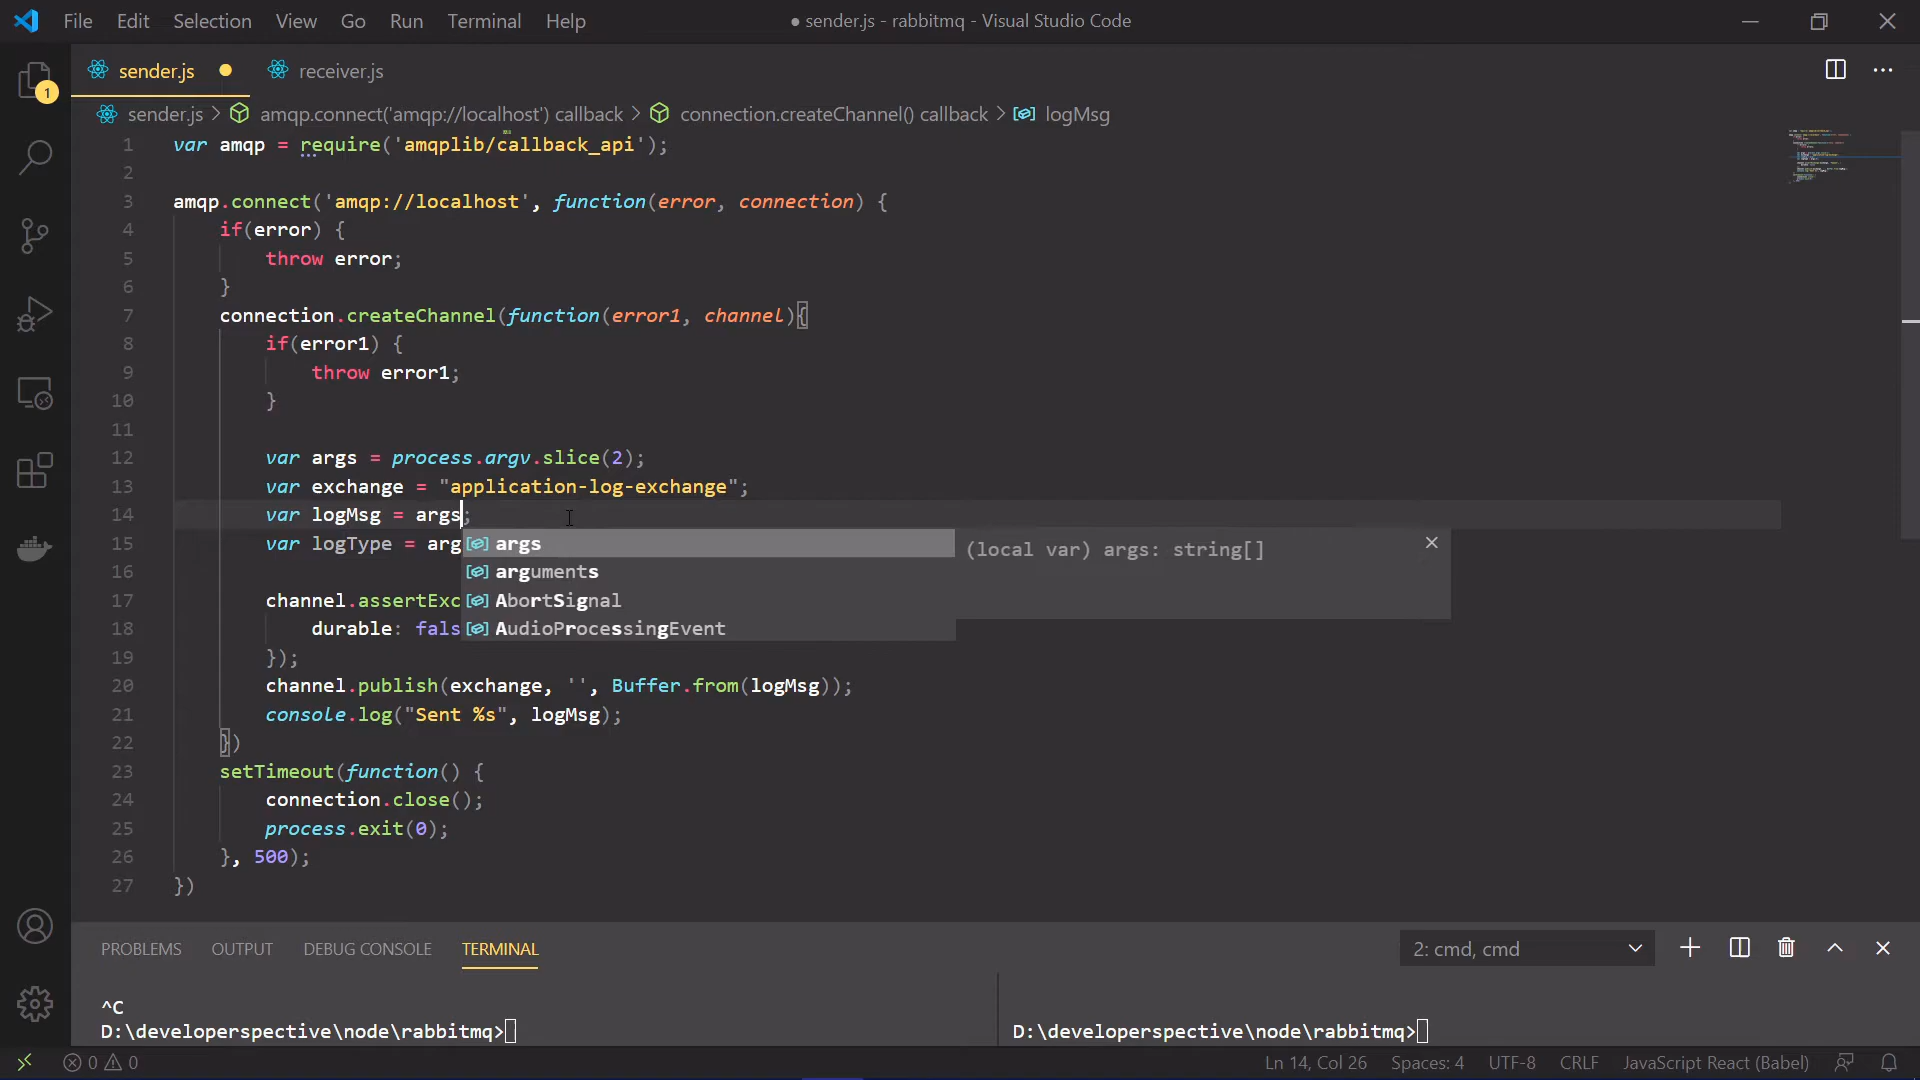 File Edit Selection View Go Run Terminal Help ● sender.js - rabbitmq - Visual Studio Code
sender.js ● receiver.js
1
sender.js > amqp.connect('amqp://localhost') callback > connection.createChannel() callback > logMsg
1 var amqp = require('amqplib/callback_api');
2
3 amqp.connect('amqp://localhost', function(error, connection) {
4 if(error) {
5 throw error;
6 }
7 connection.createChannel(function(error1, channel){
8 if(error1) {
9 throw error1;
10 }
11
12 var args = process.argv.slice(2);
13 var exchange = "application-log-exchange";
14 var logMsg = args;
15 var logType = arg
args (local var) args: string[]
16
arguments
17 channel.assertExc
AbortSignal
18 durable: fals
AudioProcessingEvent
19 });
20 channel.publish(exchange, '', Buffer.from(logMsg));
21 console.log("Sent %s", logMsg);
22 })
23 setTimeout(function() {
24 connection.close();
25 process.exit(0);
26 }, 500);
27 })
PROBLEMS OUTPUT DEBUG CONSOLE TERMINAL 2: cmd, cmd
^C
D:\developerspective\node\rabbitmq> D:\developerspective\node\rabbitmq>
0 0 Ln 14, Col 26 Spaces: 4 UTF-8 CRLF JavaScript React (Babel)